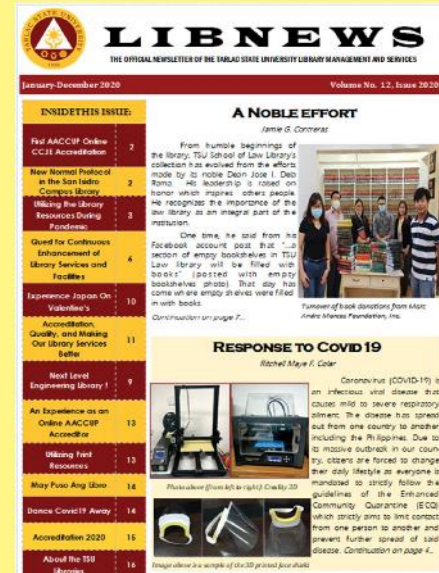 TARLAC STATE UNIVERSITY
LIBNEWS
THE OFFICIAL NEWSLETTER OF THE TARLAC STATE UNIVERSITY LIBRARY MANAGEMENT AND SERVICES
January-December 2020
Volume No. 12, Issue 2020
INSIDETHIS ISSUE:
First AACCUP Online
CCJE Accreditation
2
New Normal Protocol
in the San Isidro
Campus Library
2
Utilizing the Library
Resources During
Pandemic
3
Quest for Continuous
Enhancement of
Library Services and
Facilities
6
Experience Japan On
Valentine's
10
Accreditation,
Quality, and Making
Our Library Services
Better
11
Next Level
Engineering Library !
9
An Experience as an
Online AACCUP
Accreditor
13
Utilizing Print
Resources
13
May Puso Ang Libro
14
Dance Covid19 Away
14
Accreditation 2020
15
About the TSU
Libraries
16
A NOBLE EFFORT
Jamie G. Contreras
From humble beginnings of
the library, TSU School of Law Library's
collection has evolved from the efforts
made by its noble Dean Jose I. Dela
Rama. His leadership is raised on
honor which inspires others people.
He recognizes the importance of the
law library as an integral part of the
institution.
One time, he said from his
Facebook account post that "...a
section of empty bookshelves in TSU
Law library will be filled with
books" (posted with empty
bookshelves photo). That day has
come where empty shelves were filled
in with books.
Continuation on page 7...
Turnover of book donations from Marc
Andre Marcos Foundation, Inc.
RESPONSE TO COVID 19
Ritchell Maye F. Colar
Photo above (from left to right): Creality 3D
Image above is a sample of the 3D printed face shield
Coronavirus (COVID-19) is
an infectious viral disease that
causes mild to severe respiratory
ailment. The disease has spread
out from one country to another
including the Philippines. Due to
its massive outbreak in our coun-
try, citizens are forced to change
their daily lifestyle as everyone is
mandated to strictly follow the
guidelines of the Enhanced
Community Quarantine (ECQ)
which strictly aims to limit contact
from one person to another and
prevent further spread of said
disease. Continuation on page 4...